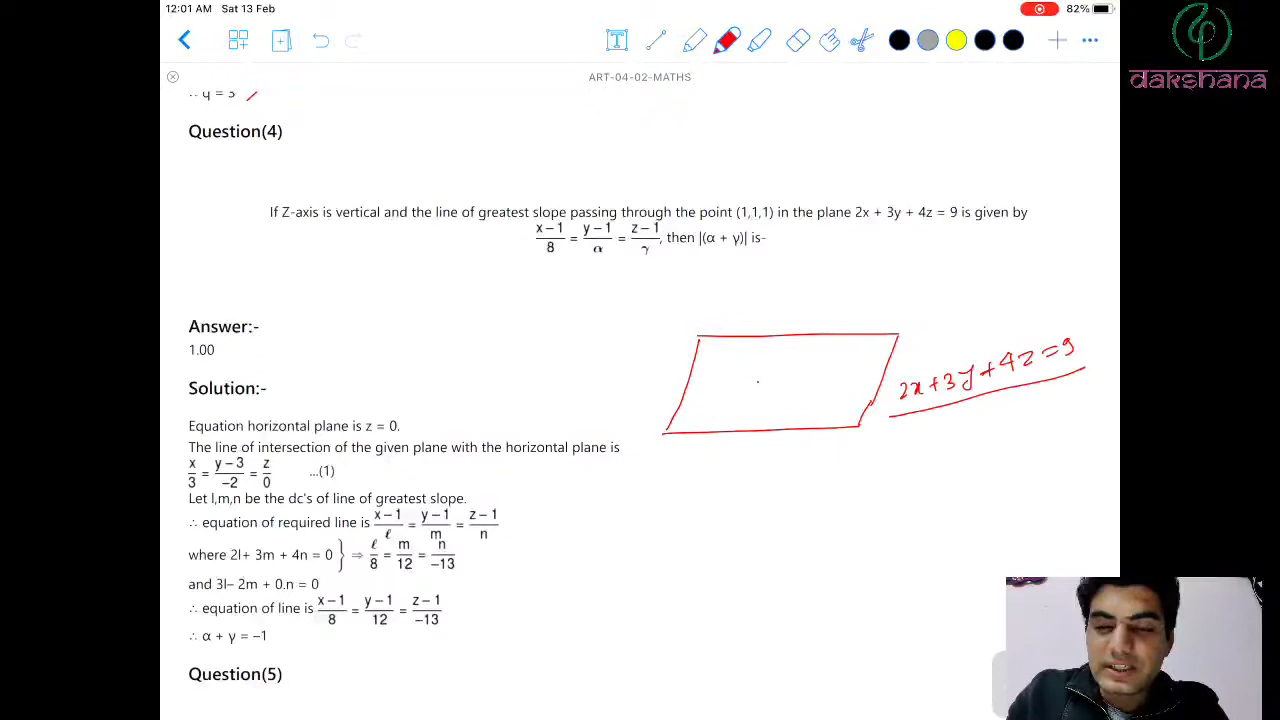 12:01 AM Sat 13 Feb 82%
dakshana
ART-04-02-MATHS
∴ y = 3
Question(4)
If Z-axis is vertical and the line of greatest slope passing through the point (1,1,1) in the plane 2x + 3y + 4z = 9 is given by
x – 1 / 8 = y – 1 / α = z – 1 / γ, then |(α + γ)| is-
Answer:-
1.00
2x+3y+4z=9
Solution:-
Equation horizontal plane is z = 0.
The line of intersection of the given plane with the horizontal plane is
x / 3 = y – 3 / –2 = z / 0 ...(1)
Let l,m,n be the dc's of line of greatest slope.
∴ equation of required line is x – 1 / ℓ = y – 1 / m = z – 1 / n
where 2l+ 3m + 4n = 0 } ⇒ ℓ / 8 = m / 12 = n / –13
and 3l– 2m + 0.n = 0
∴ equation of line is x – 1 / 8 = y – 1 / 12 = z – 1 / –13
∴ α + γ = –1
Question(5)